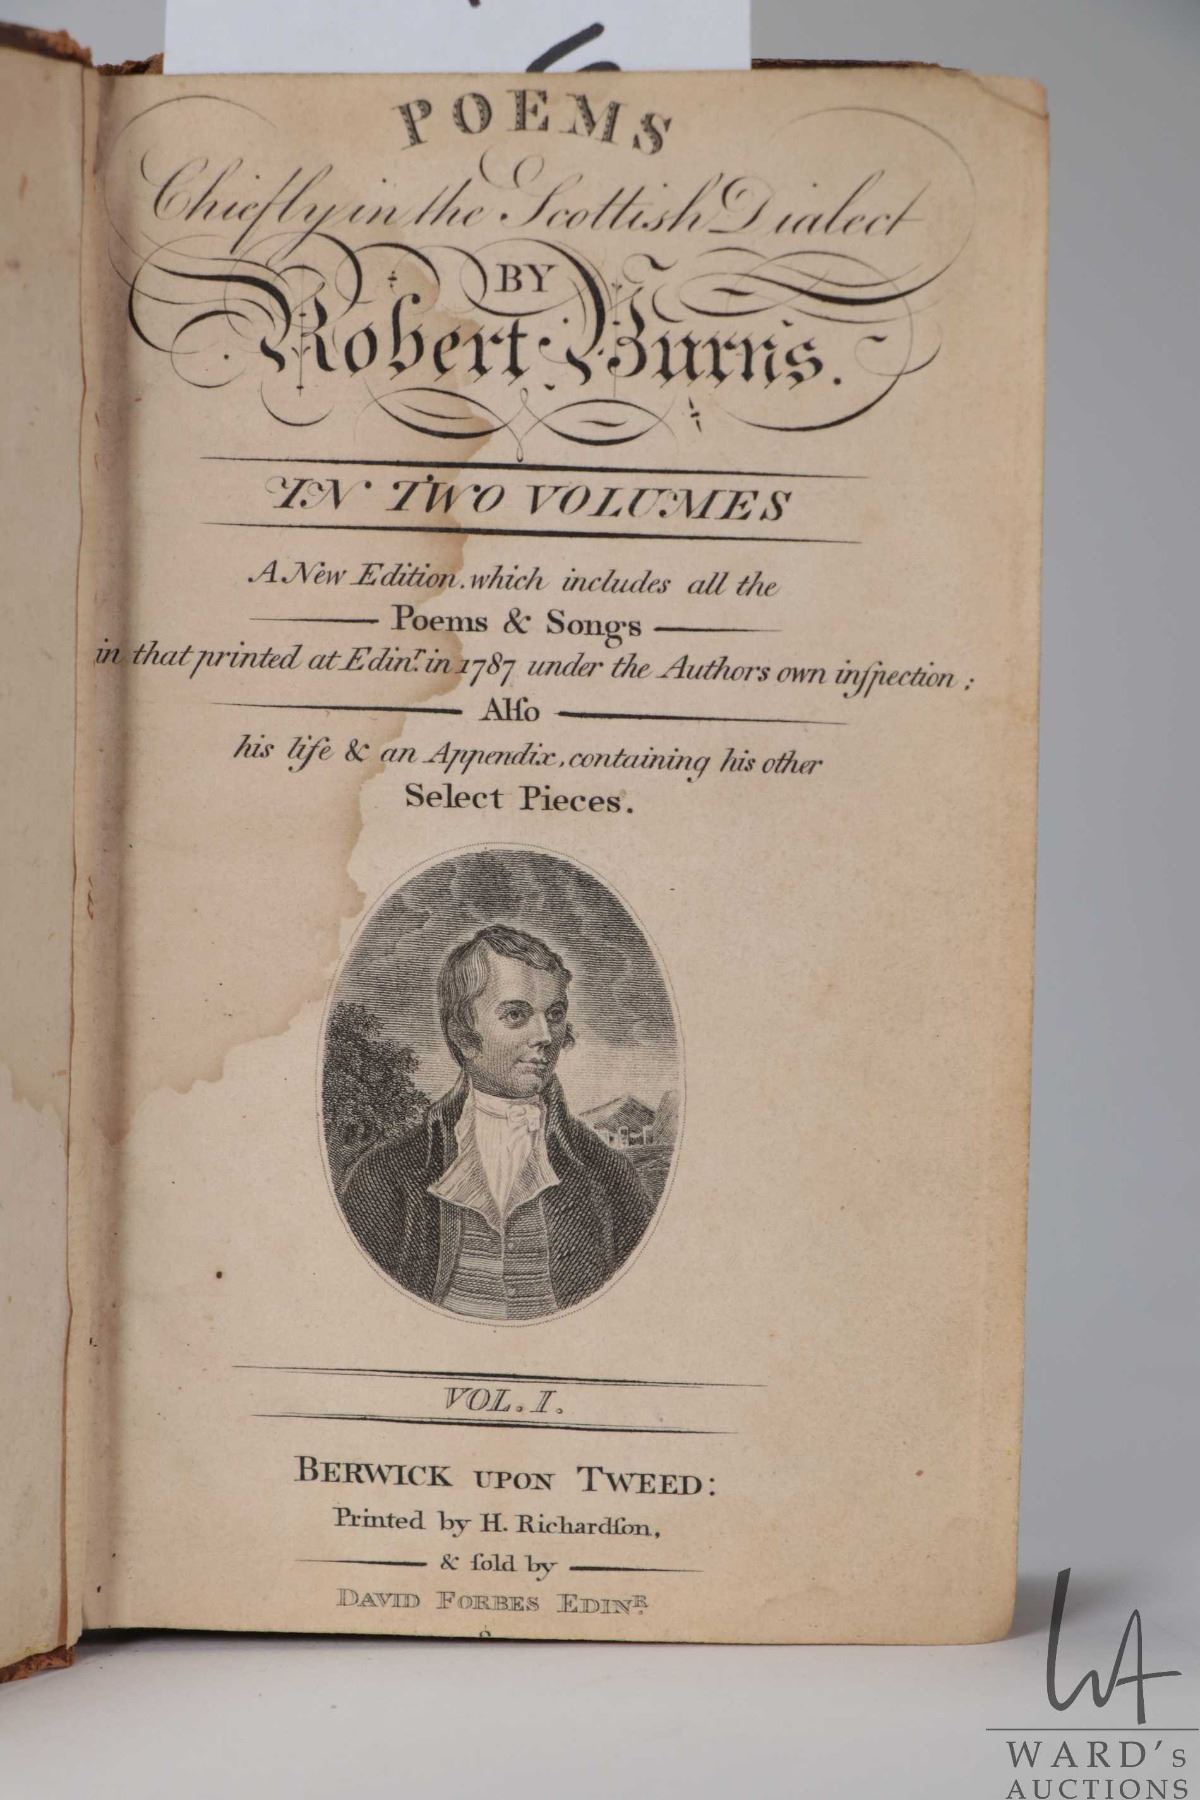 POEMS
Chiefly in the Scottish Dialect
BY
Robert Burns.
IN TWO VOLUMES
A New Edition. which includes all the
Poems & Songs
in that printed at Edinr. in 1787 under the Authors own inſpection :
Alſo
his life & an Appendix, containing his other
Select Pieces.
VOL. I.
BERWICK UPON TWEED:
Printed by H. Richardſon,
& ſold by
DAVID FORBES EDINR.
WA
WARD'S
AUCTIONS